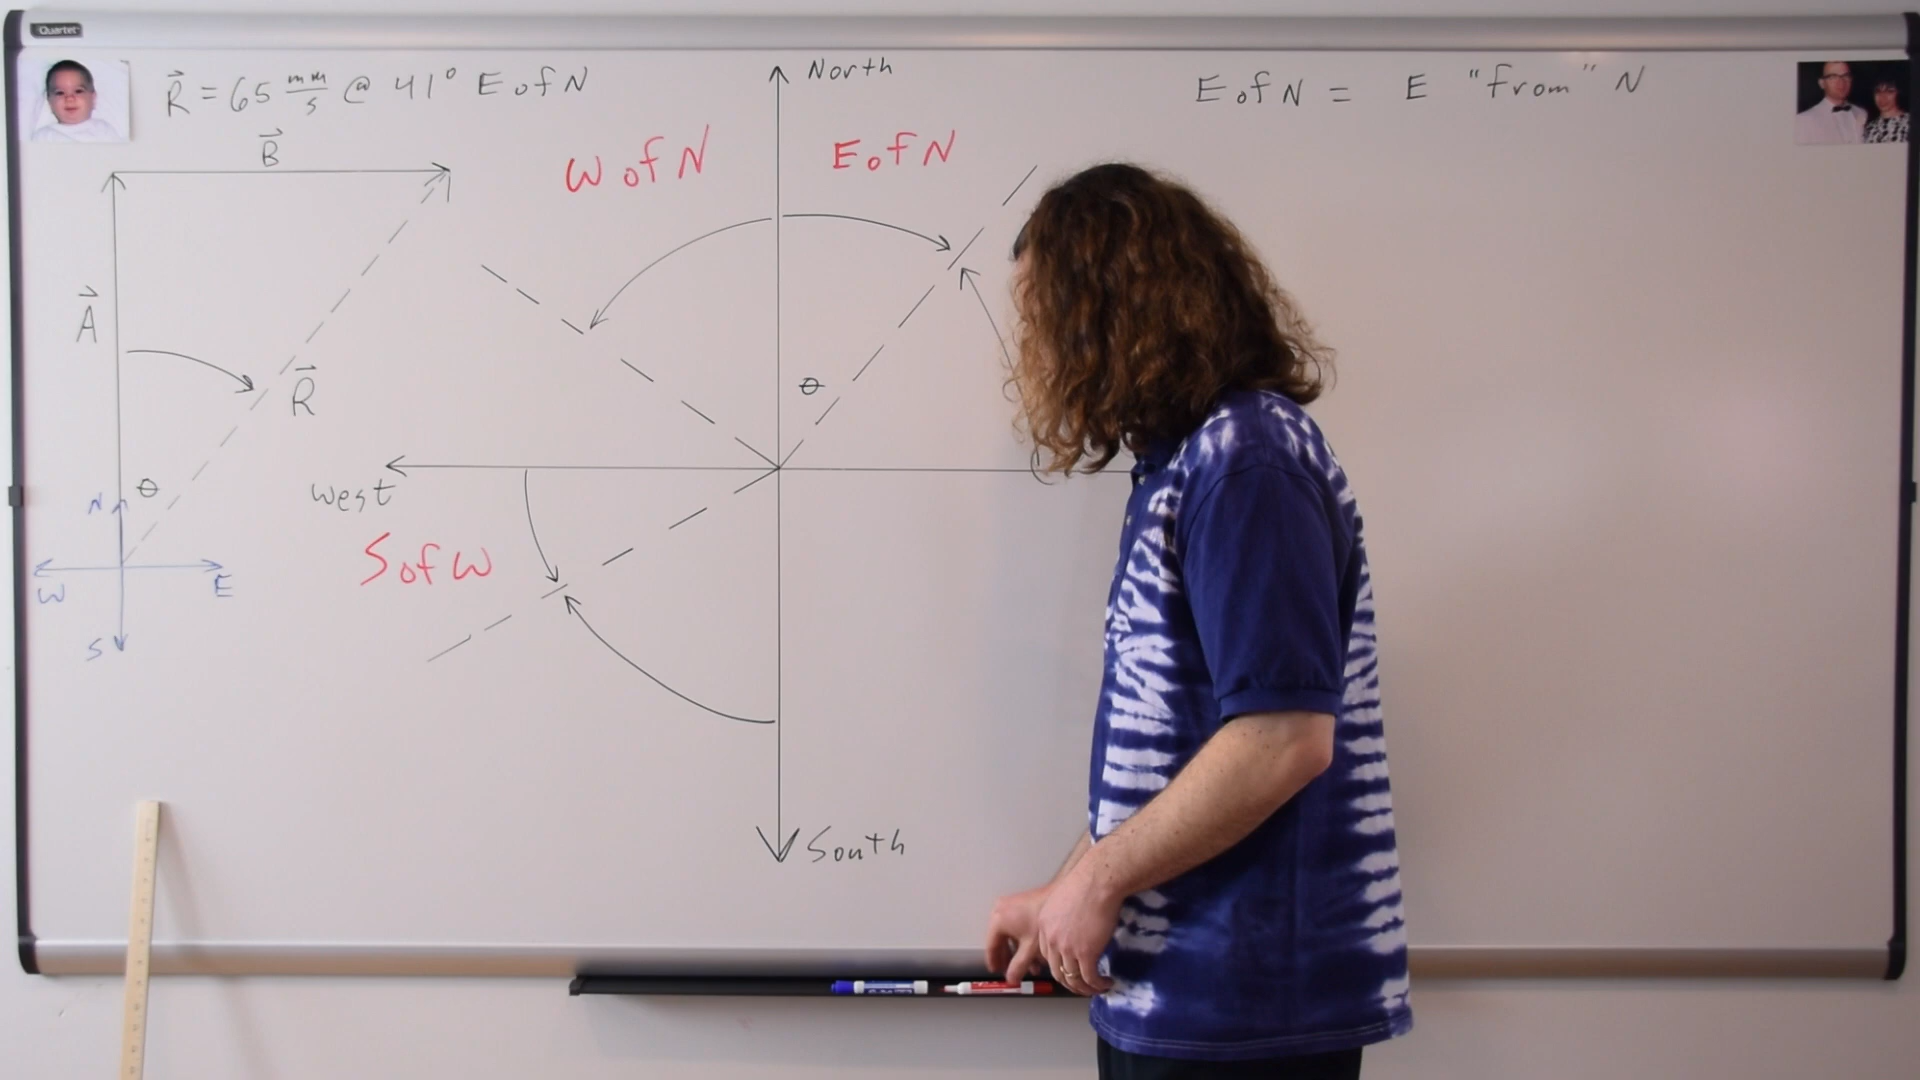 Quartet
R⃗ = 65 mm/s @ 41° E of N
North
E of N = E "from" N
B⃗
W of N
E of N
A⃗
R⃗
θ
θ
N
West
S of W
W
E
S
South